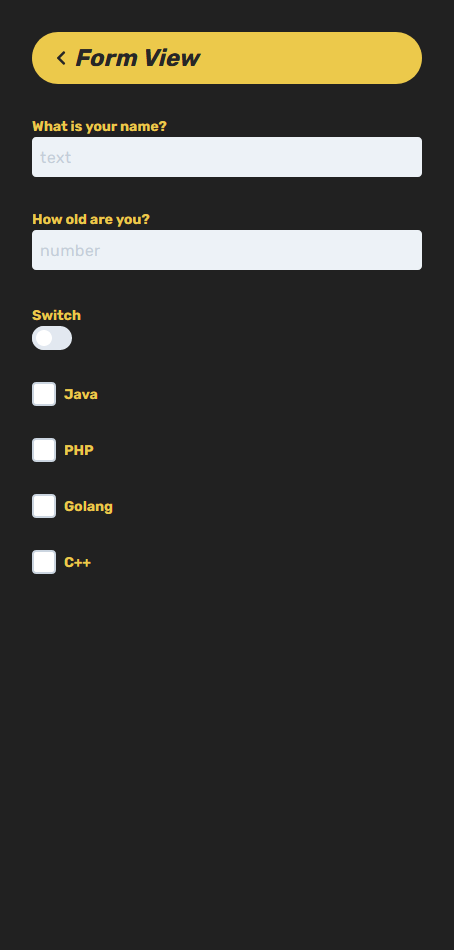 Form View
What is your name?
text
How old are you?
number
Switch
Java
PHP
Golang
C++